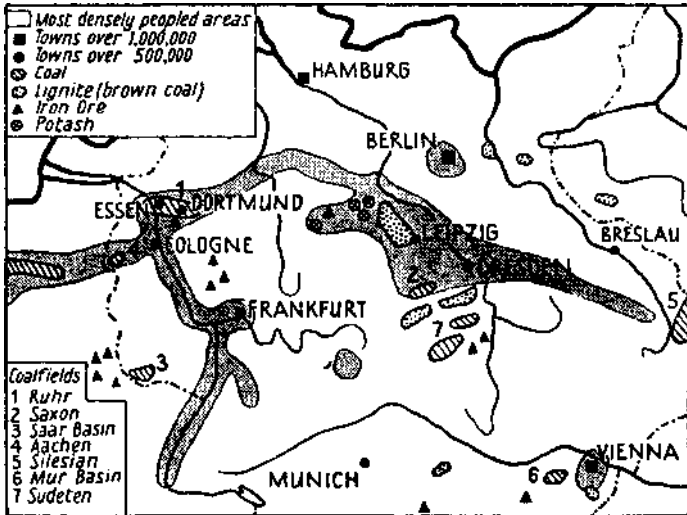 Most densely peopled areas
Towns over 1,000,000
Towns over 500,000
Coal
Lignite (brown coal)
Iron Ore
Potash
HAMBURG
BERLIN
1
ESSEN
DORTMUND
COLOGNE
LEIPZIG
BRESLAU
DRESDEN
2
FRANKFURT
5
7
3
Coalfields
1 Ruhr
2 Saxon
3 Saar Basin
4 Aachen
5 Silesian
6 Mur Basin
7 Sudeten
MUNICH
6
VIENNA